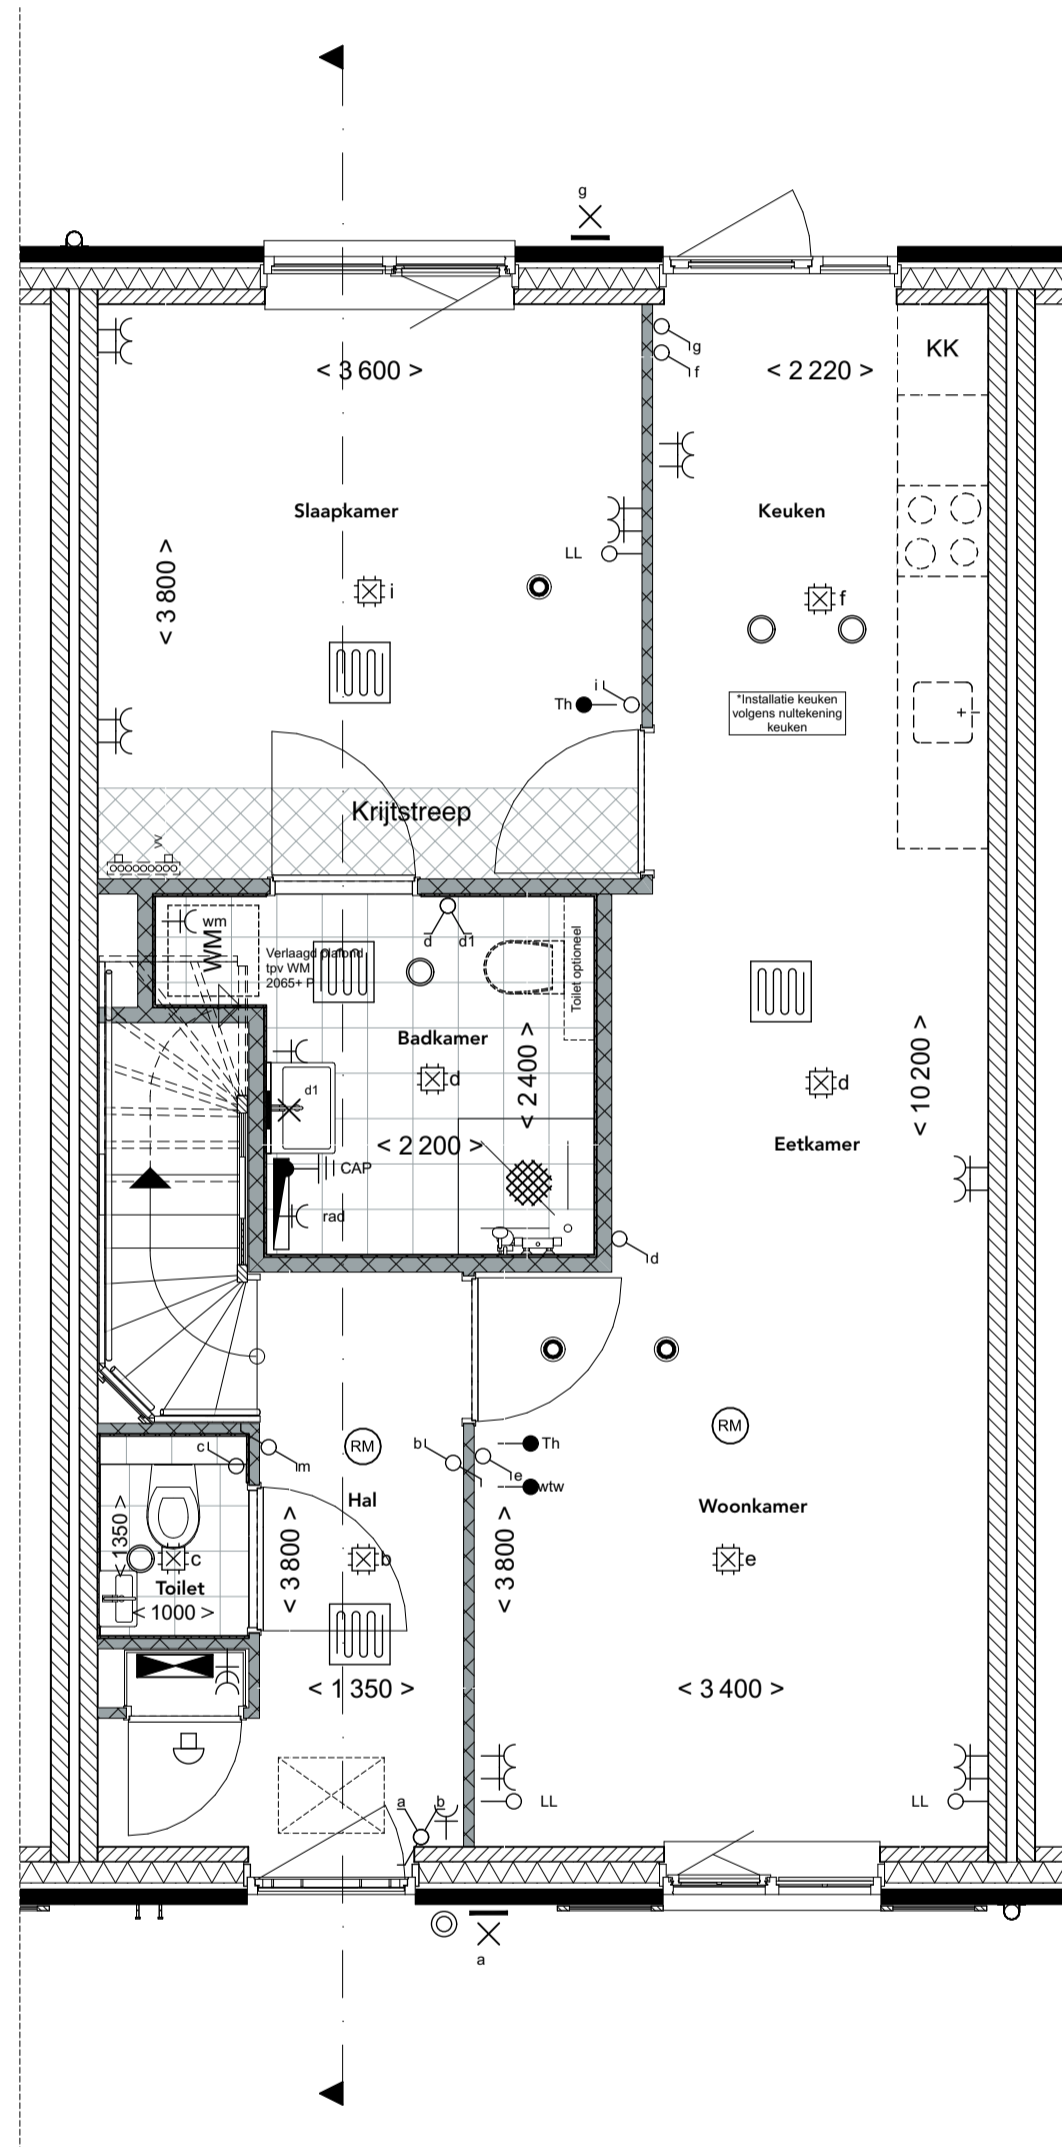 g
< 3 600 >
g
f
< 2 220 >
KK
Slaapkamer
Keuken
LL
< 3 800 >
i
f
Th
i
*Installatie keuken
volgens nultekening
keuken
Krijtstreep
vv
wm
WM
Verlaagd plafond
tpv WM
2065+ P
d d1
Toilet optioneel
Badkamer
d
< 2 400 >
d
< 10 200 >
d1
< 2 200 >
Eetkamer
CAP
rad
d
RM
RM
c
m
b
e
Th
wtw
Hal
Woonkamer
< 1350 >
< 3 800 >
< 3 800 >
c
b
e
Toilet
< 1000 >
< 1 350 >
< 3 400 >
a b
LL
LL
a